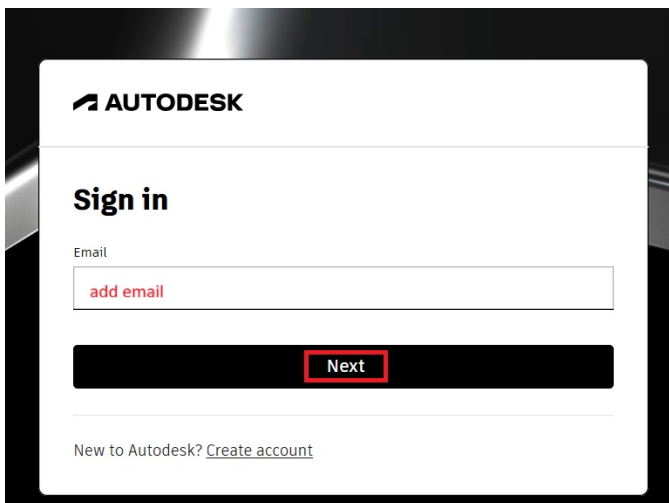 AUTODESK
Sign in
Email
add email
Next
New to Autodesk? Create account